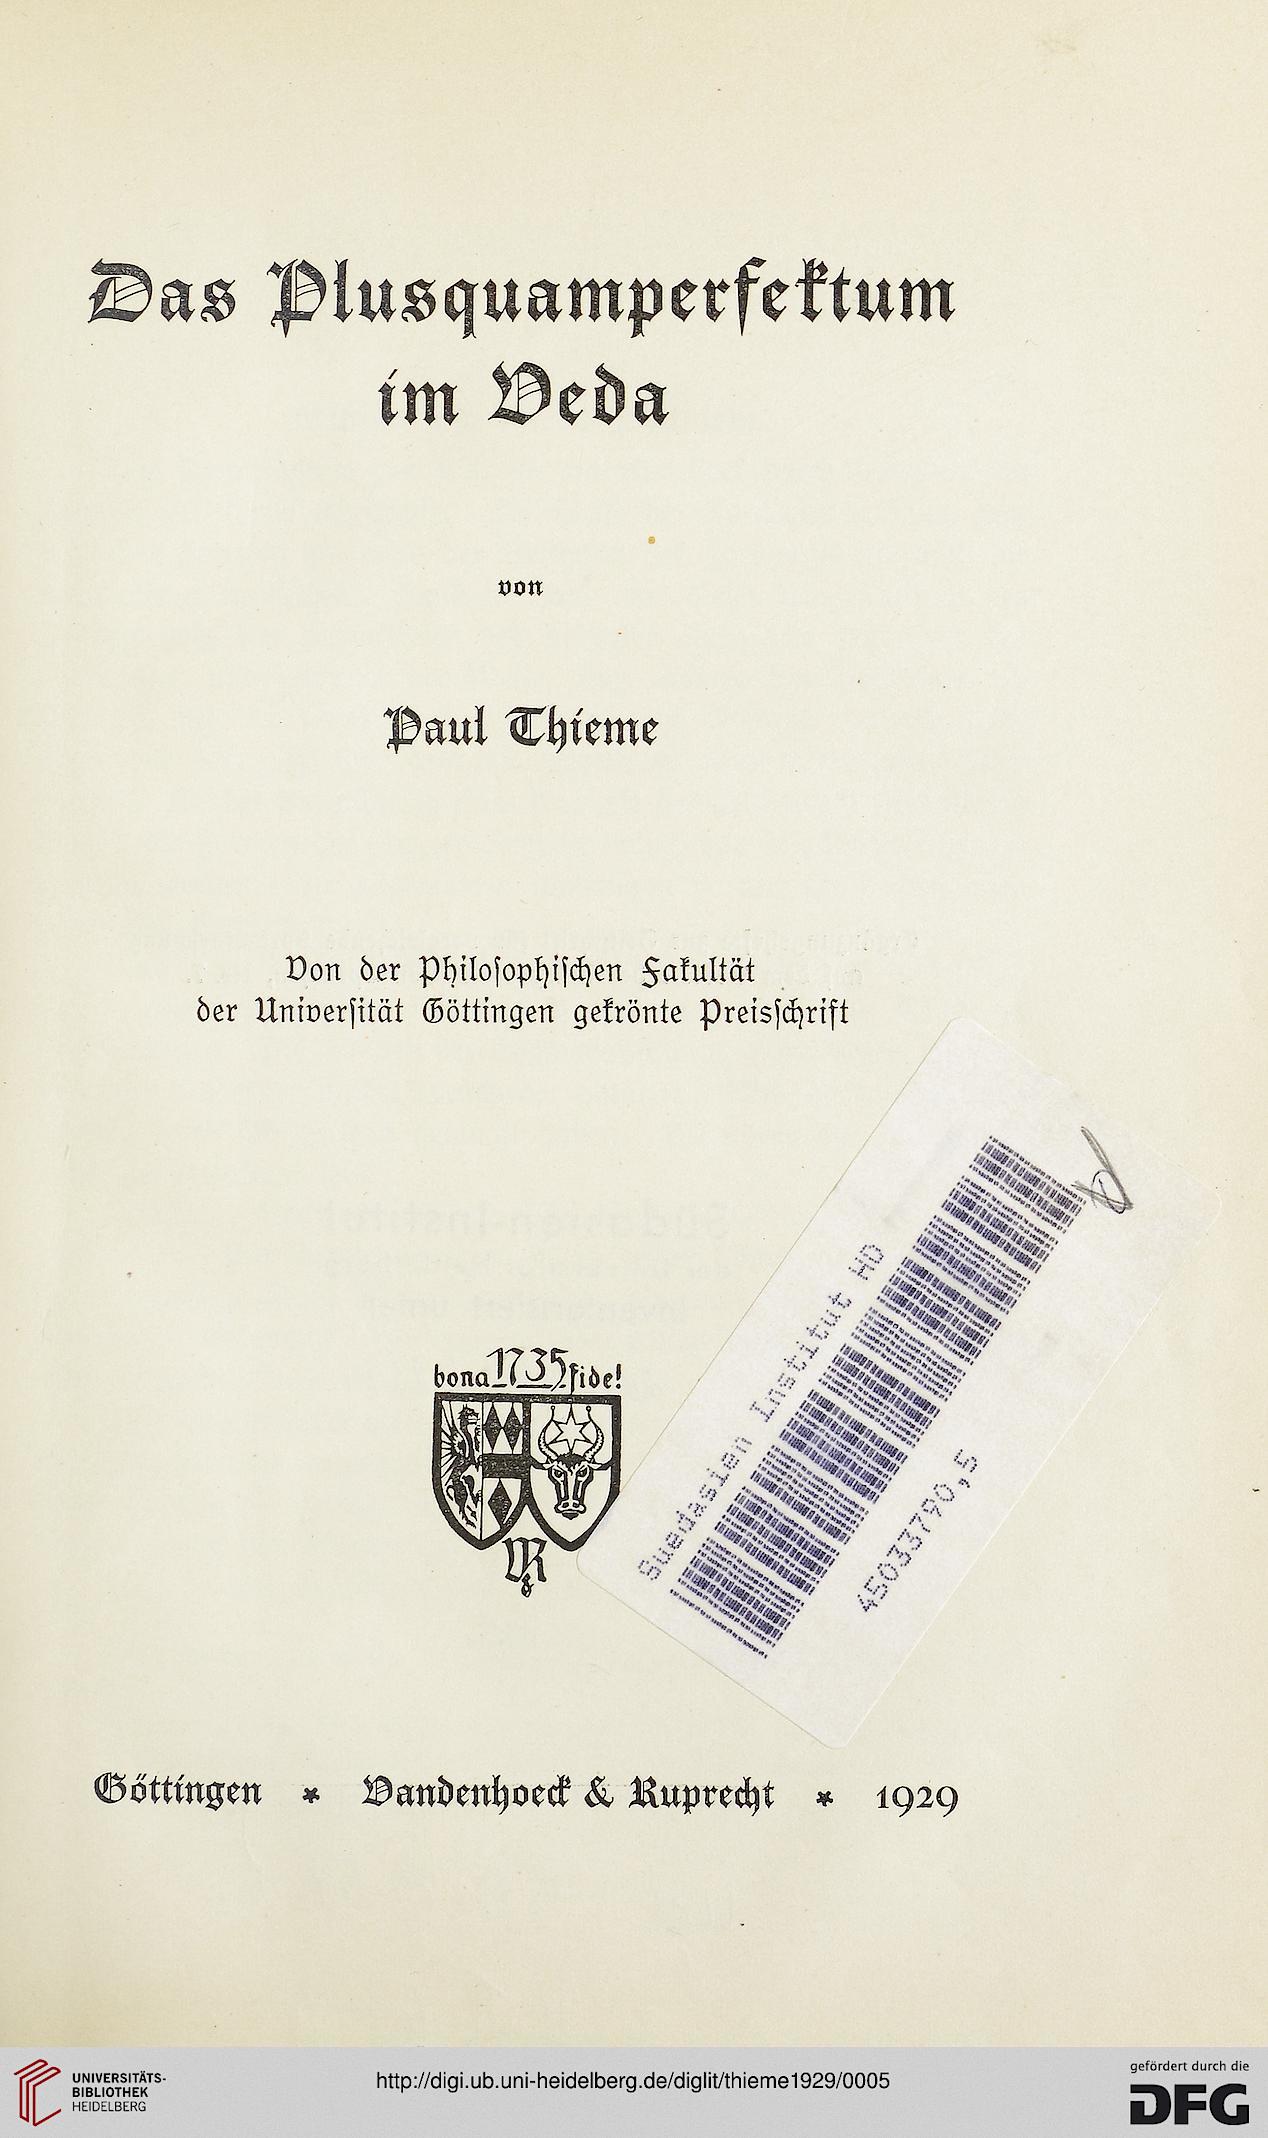 Das Plusquamperfektum
im Veda
von
Paul Thieme
Von der Philosophischen Fakultät
der Universität Göttingen gekrönte Preisschrift
bona 1735 fide!
VR
Suedasien Institut HD
45033790,5
Göttingen * Vandenhoeck & Ruprecht * 1929
UNIVERSITÄTS-
BIBLIOTHEK
HEIDELBERG
http://digi.ub.uni-heidelberg.de/diglit/thieme1929/0005
gefördert durch die
DFG